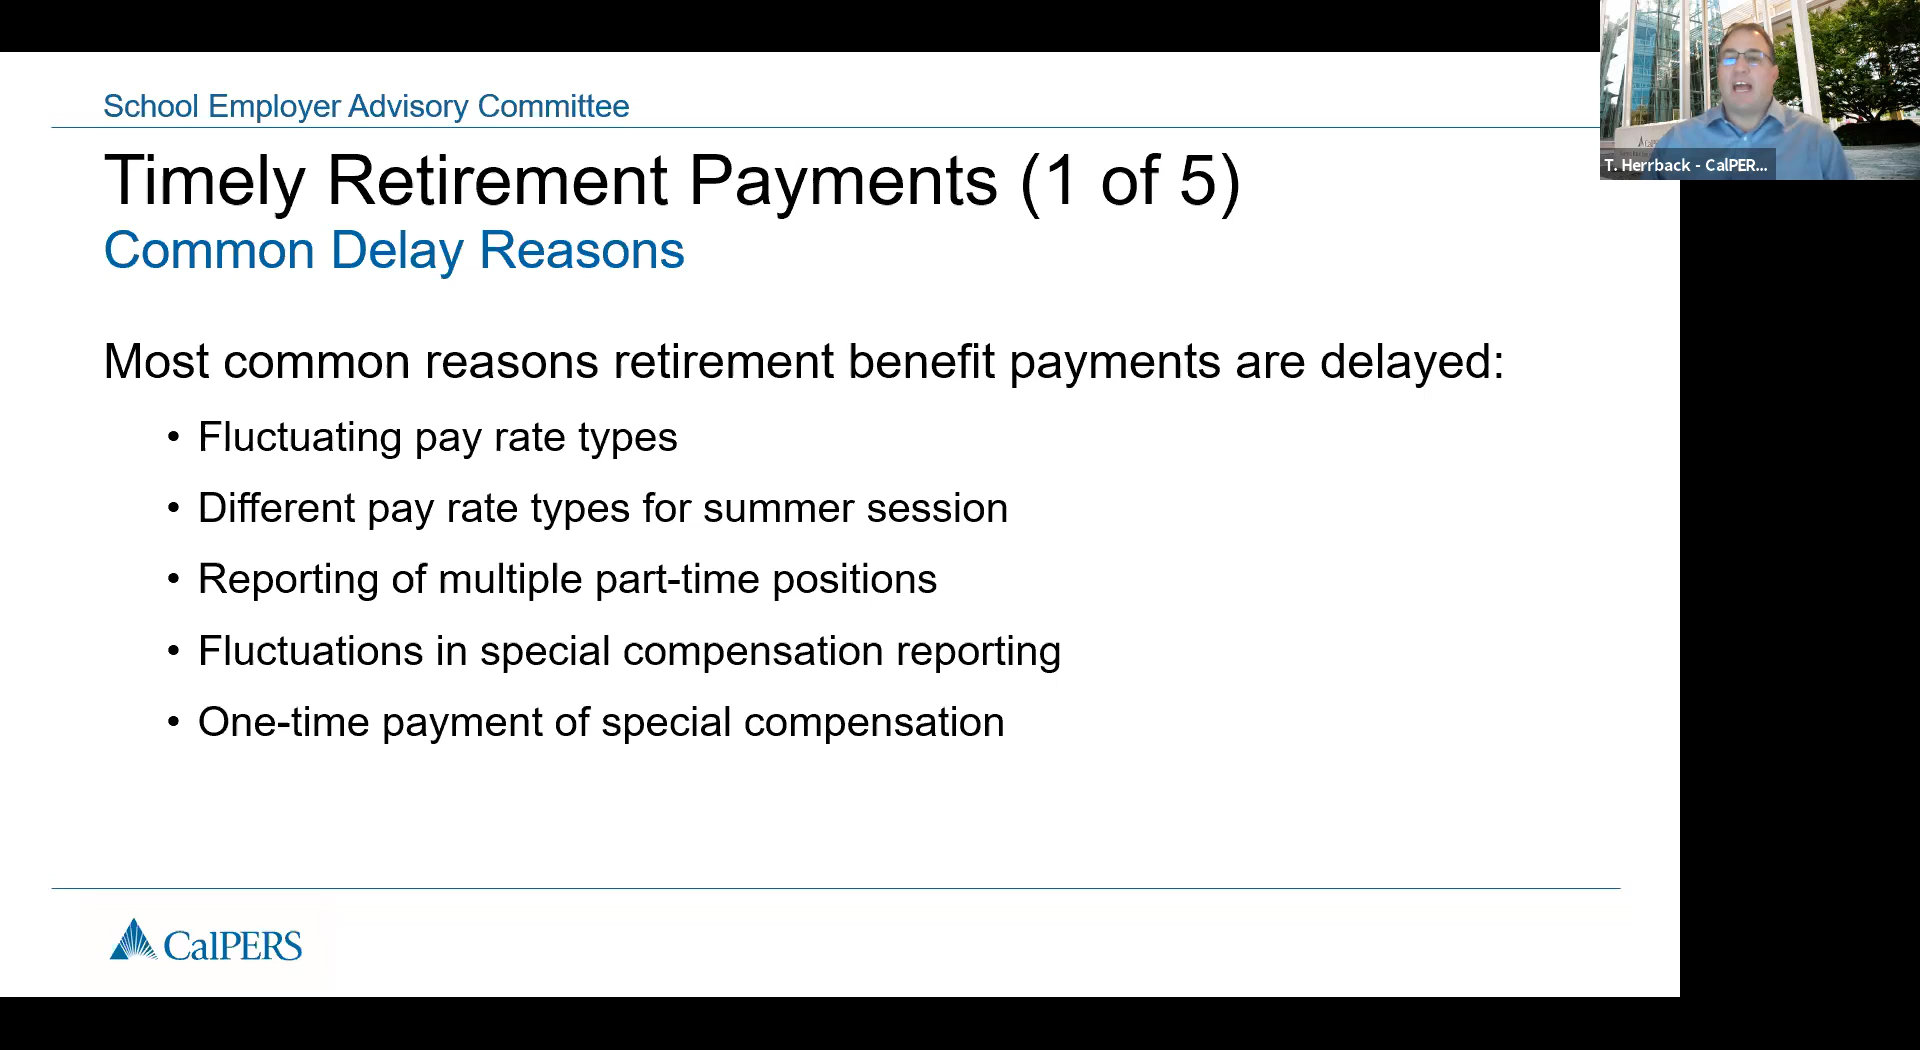 School Employer Advisory Committee
T. Herrback - CalPER...
Timely Retirement Payments (1 of 5)
Common Delay Reasons
Most common reasons retirement benefit payments are delayed:
• Fluctuating pay rate types
• Different pay rate types for summer session
• Reporting of multiple part-time positions
• Fluctuations in special compensation reporting
• One-time payment of special compensation
CalPERS